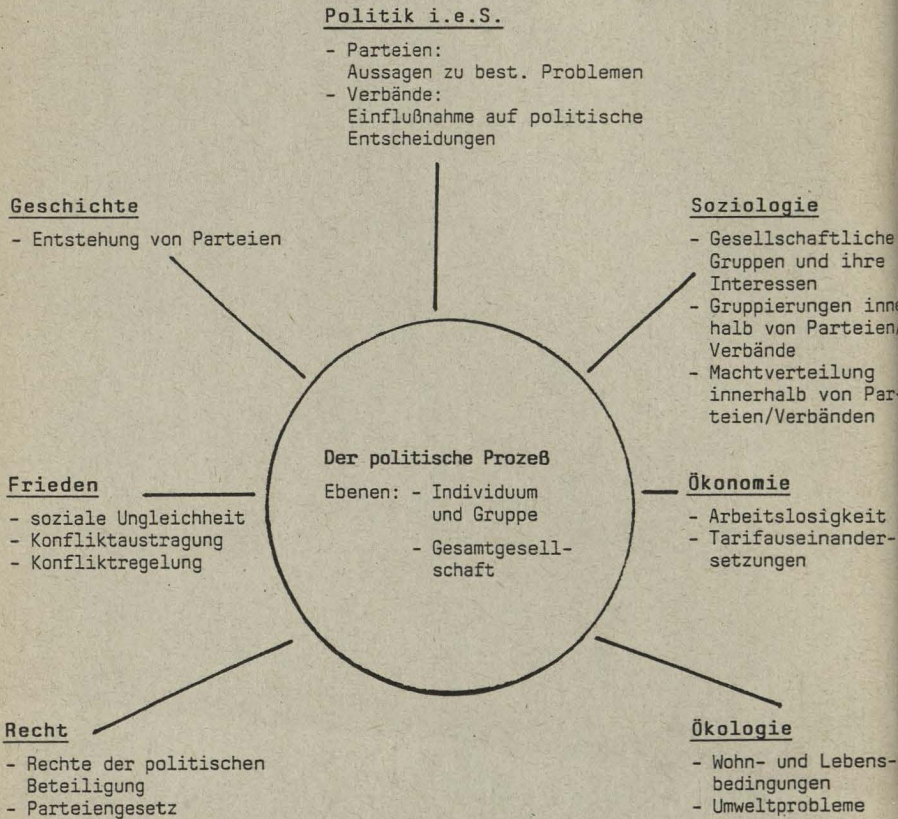 Politik i.e.S.
- Parteien:
Aussagen zu best. Problemen
- Verbände:
Einflußnahme auf politische
Entscheidungen
Geschichte
- Entstehung von Parteien
Soziologie
- Gesellschaftliche
Gruppen und ihre
Interessen
- Gruppierungen inne
halb von Parteien/
Verbände
- Machtverteilung
innerhalb von Par-
teien/Verbänden
Der politische Prozeß
Ebenen: - Individuum
und Gruppe
- Gesamtgesell-
schaft
Frieden
- soziale Ungleichheit
- Konfliktaustragung
- Konfliktregelung
Ökonomie
- Arbeitslosigkeit
- Tarifauseinander-
setzungen
Recht
- Rechte der politischen
Beteiligung
- Parteiengesetz
Ökologie
- Wohn- und Lebens-
bedingungen
- Umweltprobleme